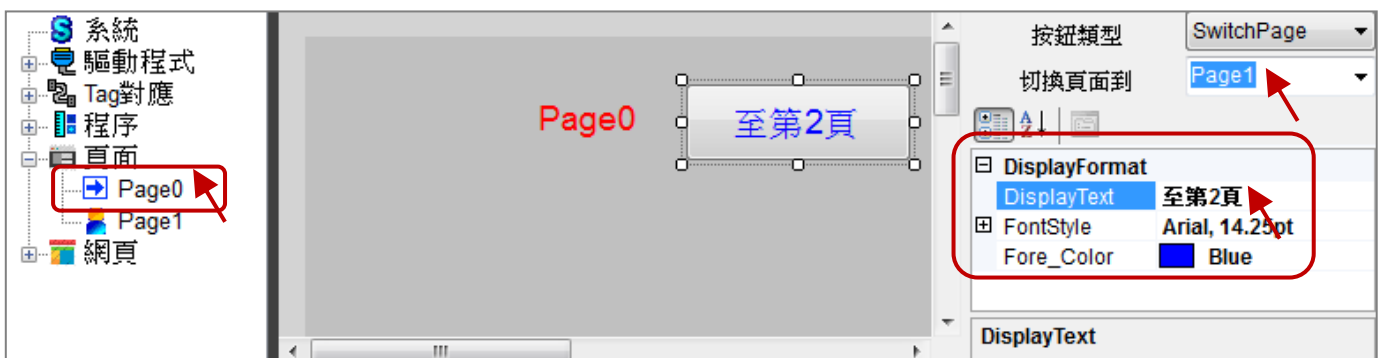 系統
驅動程式
Tag對應
程序
頁面
Page0
Page1
網頁
Page0
至第2頁
按鈕類型 SwitchPage
切換頁面到 Page1
DisplayFormat
DisplayText 至第2頁
FontStyle Arial, 14.25pt
Fore_Color Blue
DisplayText